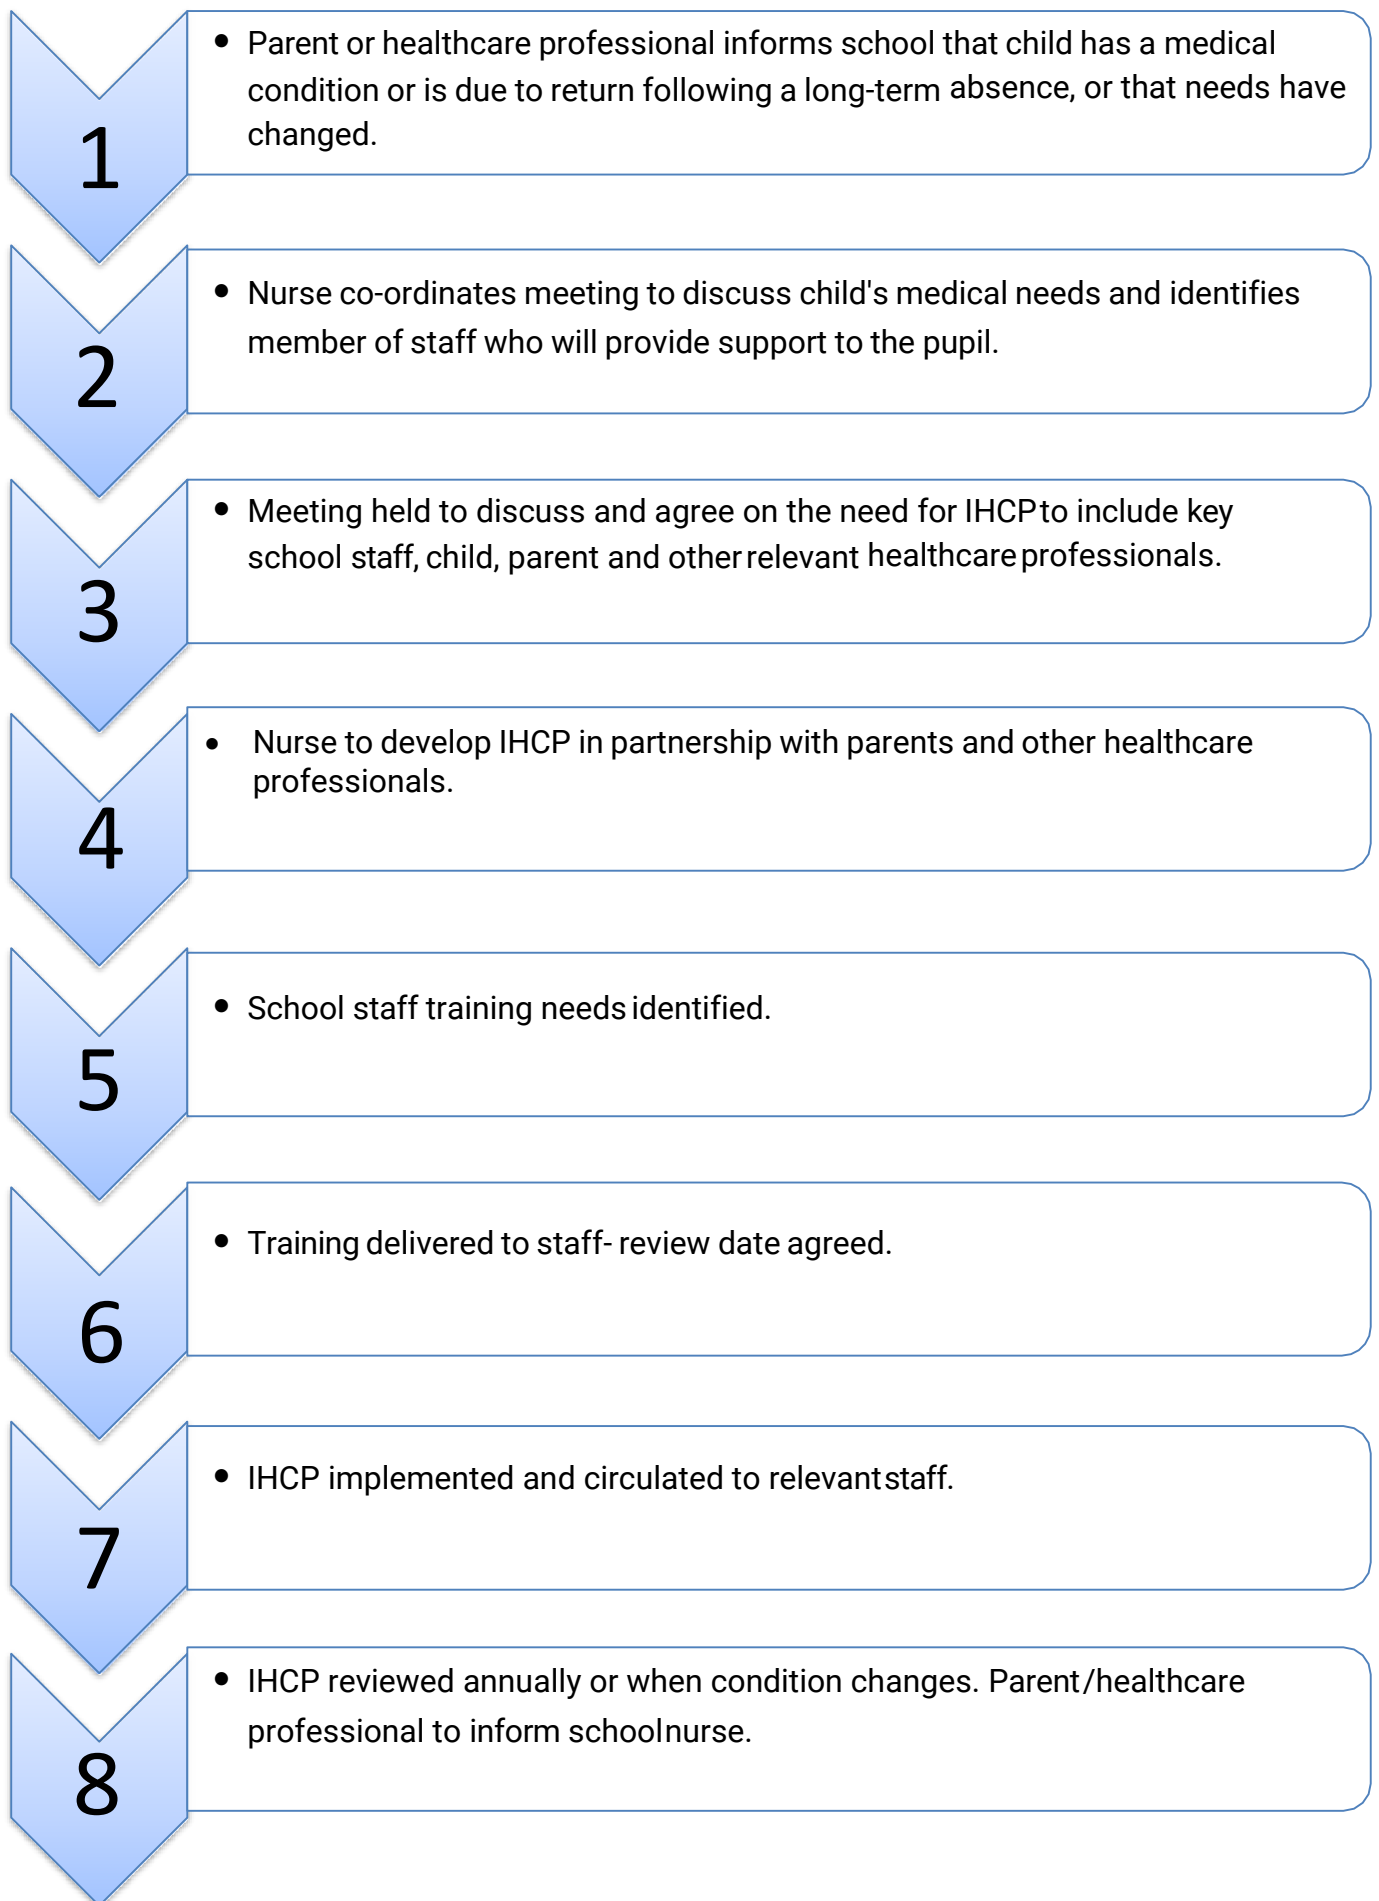 • Parent or healthcare professional informs school that child has a medical
condition or is due to return following a long-term absence, or that needs have
changed.
1
• Nurse co-ordinates meeting to discuss child's medical needs and identifies
member of staff who will provide support to the pupil.
2
• Meeting held to discuss and agree on the need for IHCP to include key
school staff, child, parent and other relevant healthcare professionals.
3
• Nurse to develop IHCP in partnership with parents and other healthcare
professionals.
4
• School staff training needs identified.
5
• Training delivered to staff- review date agreed.
6
• IHCP implemented and circulated to relevant staff.
7
• IHCP reviewed annually or when condition changes. Parent/healthcare
professional to inform schoolnurse.
8